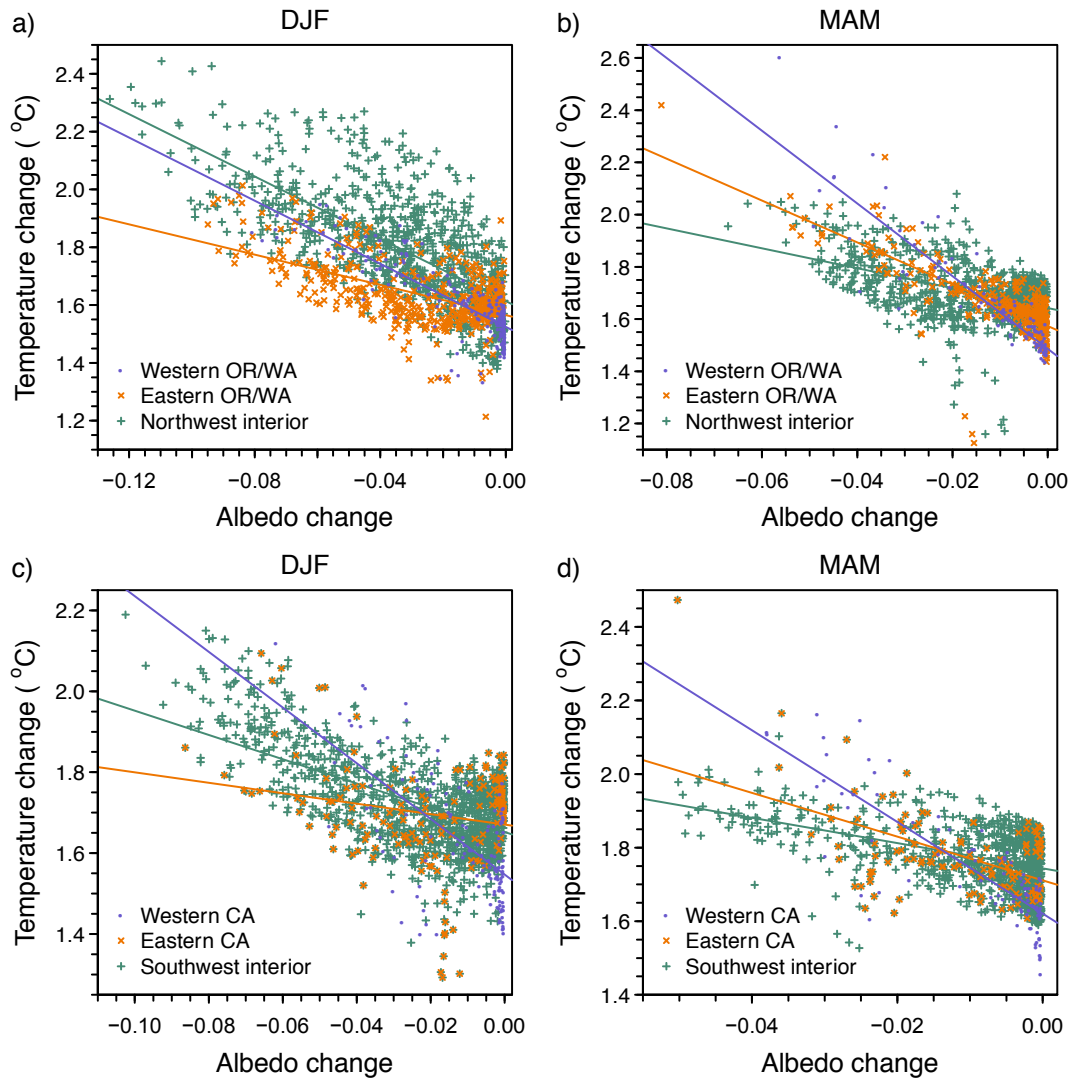 a)
DJF
Temperature change ( °C)
2.4
2.2
2.0
1.8
1.6
1.4
1.2
Western OR/WA
Eastern OR/WA
Northwest interior
−0.12
−0.08
−0.04
0.00
Albedo change
b)
MAM
Temperature change ( °C)
2.6
2.4
2.2
2.0
1.8
1.6
1.4
1.2
Western OR/WA
Eastern OR/WA
Northwest interior
−0.08
−0.06
−0.04
−0.02
0.00
Albedo change
c)
DJF
Temperature change ( °C)
2.2
2.0
1.8
1.6
1.4
Western CA
Eastern CA
Southwest interior
−0.10
−0.08
−0.06
−0.04
−0.02
0.00
Albedo change
d)
MAM
Temperature change ( °C)
2.4
2.2
2.0
1.8
1.6
1.4
Western CA
Eastern CA
Southwest interior
−0.04
−0.02
0.00
Albedo change